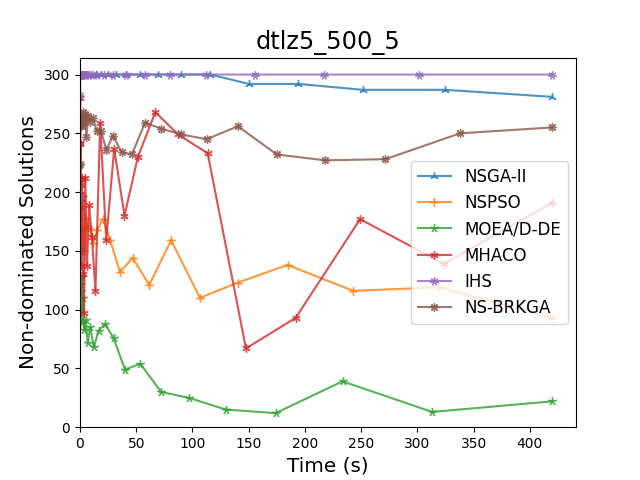 dtlz5_500_5
300
250
200
150
100
50
0
Non-dominated Solutions
0 50 100 150 200 250 300 350 400
Time (s)
NSGA-II
NSPSO
MOEA/D-DE
MHACO
IHS
NS-BRKGA